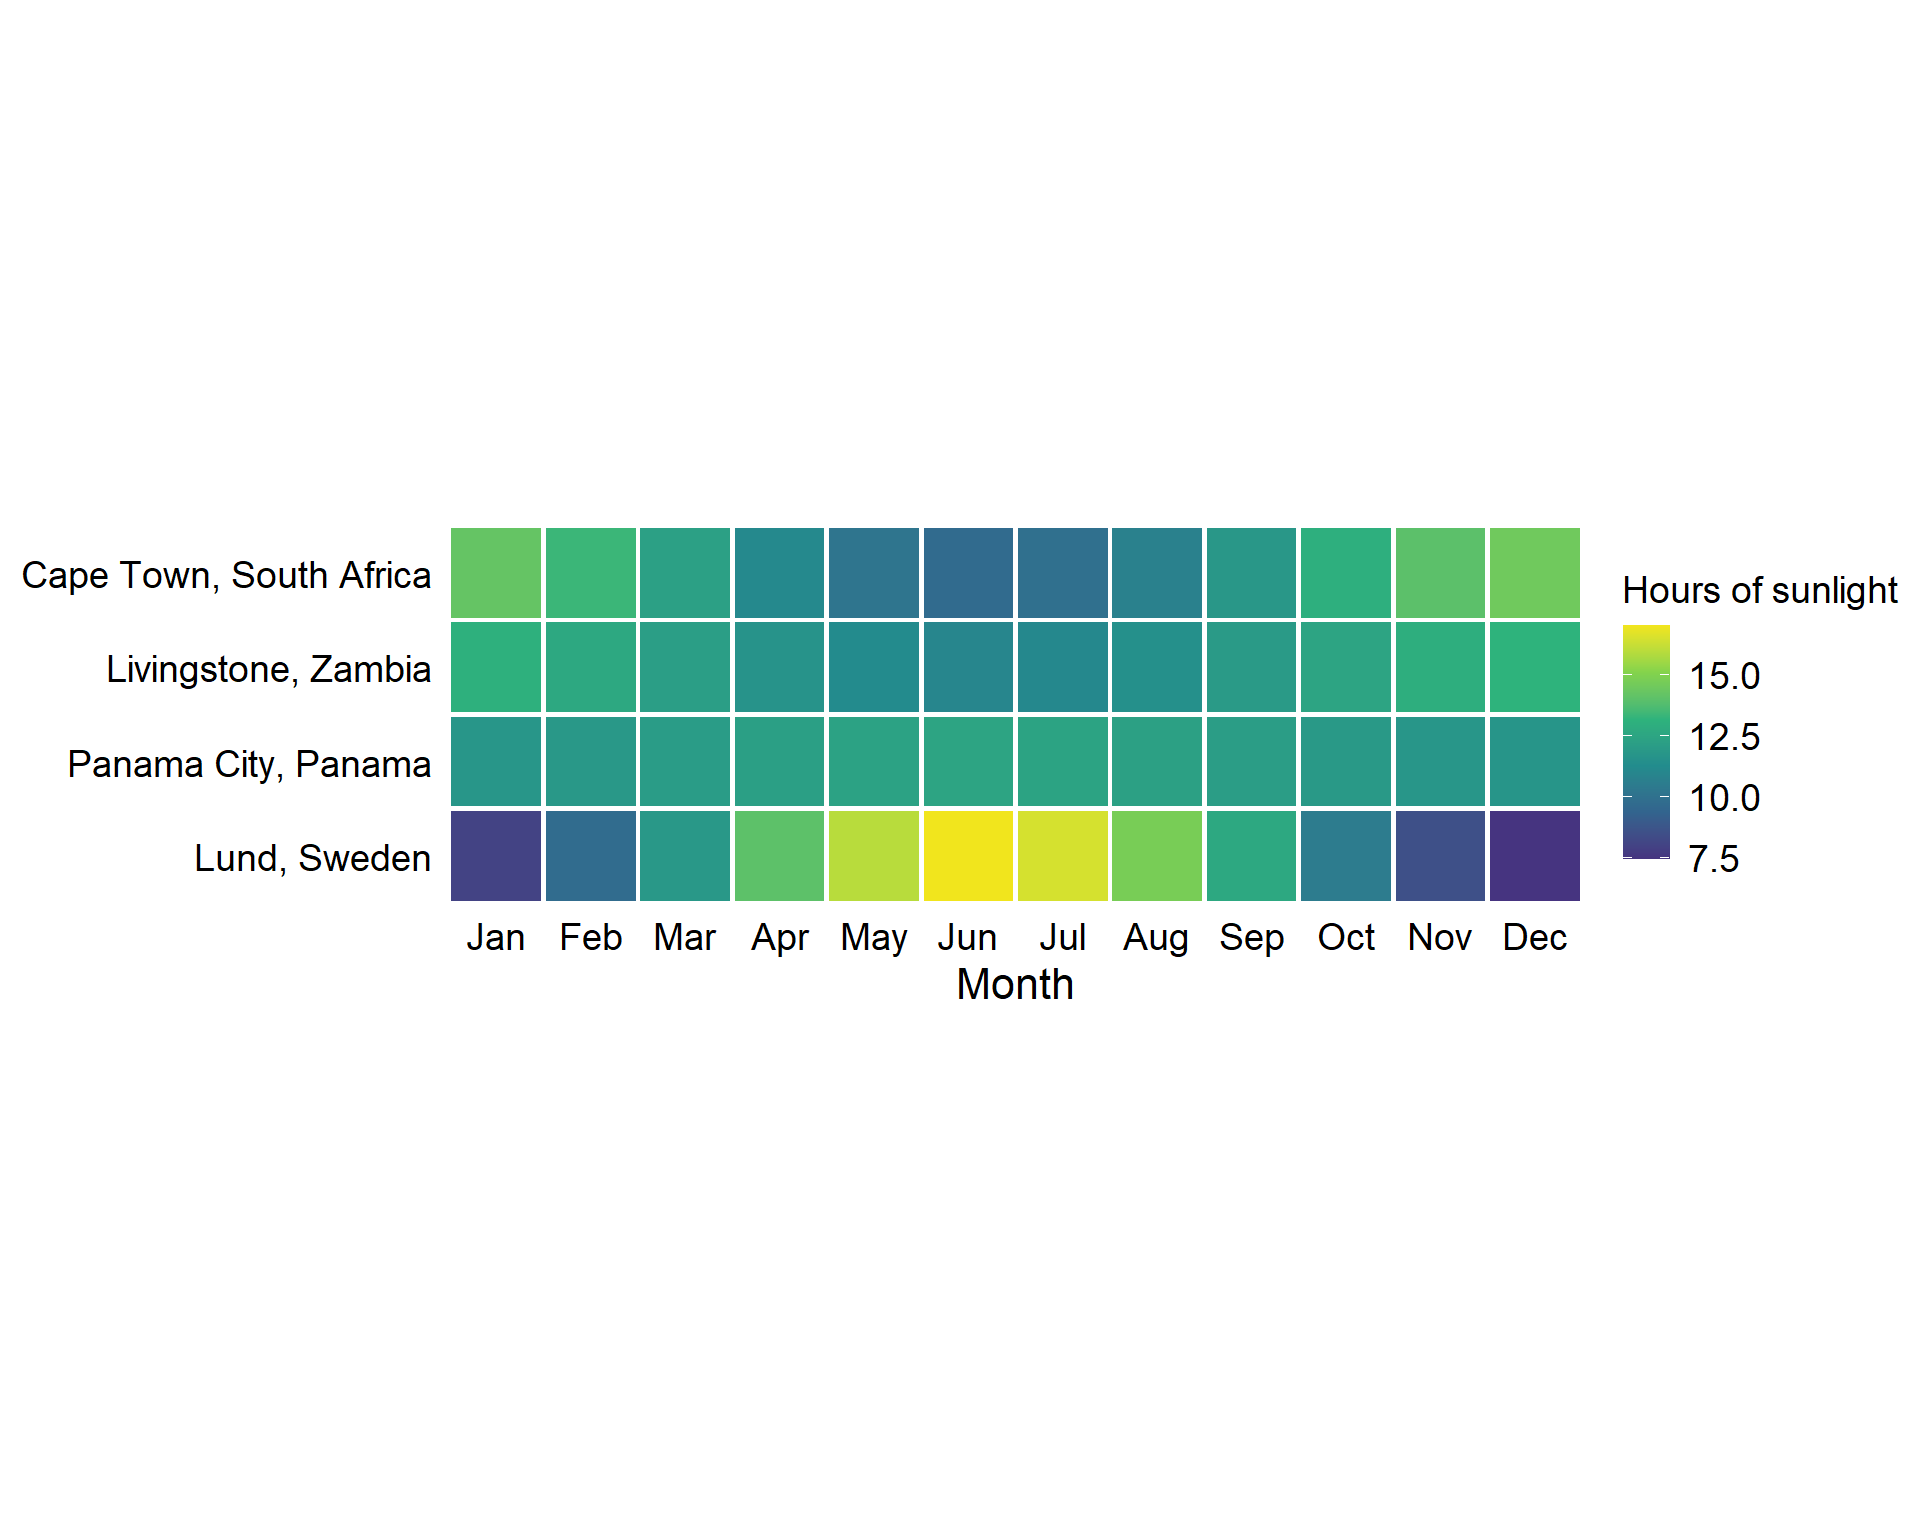 Cape Town, South Africa
Livingstone, Zambia
Panama City, Panama
Lund, Sweden
Jan Feb Mar Apr May Jun Jul Aug Sep Oct Nov Dec
Month
Hours of sunlight
15.0
12.5
10.0
7.5